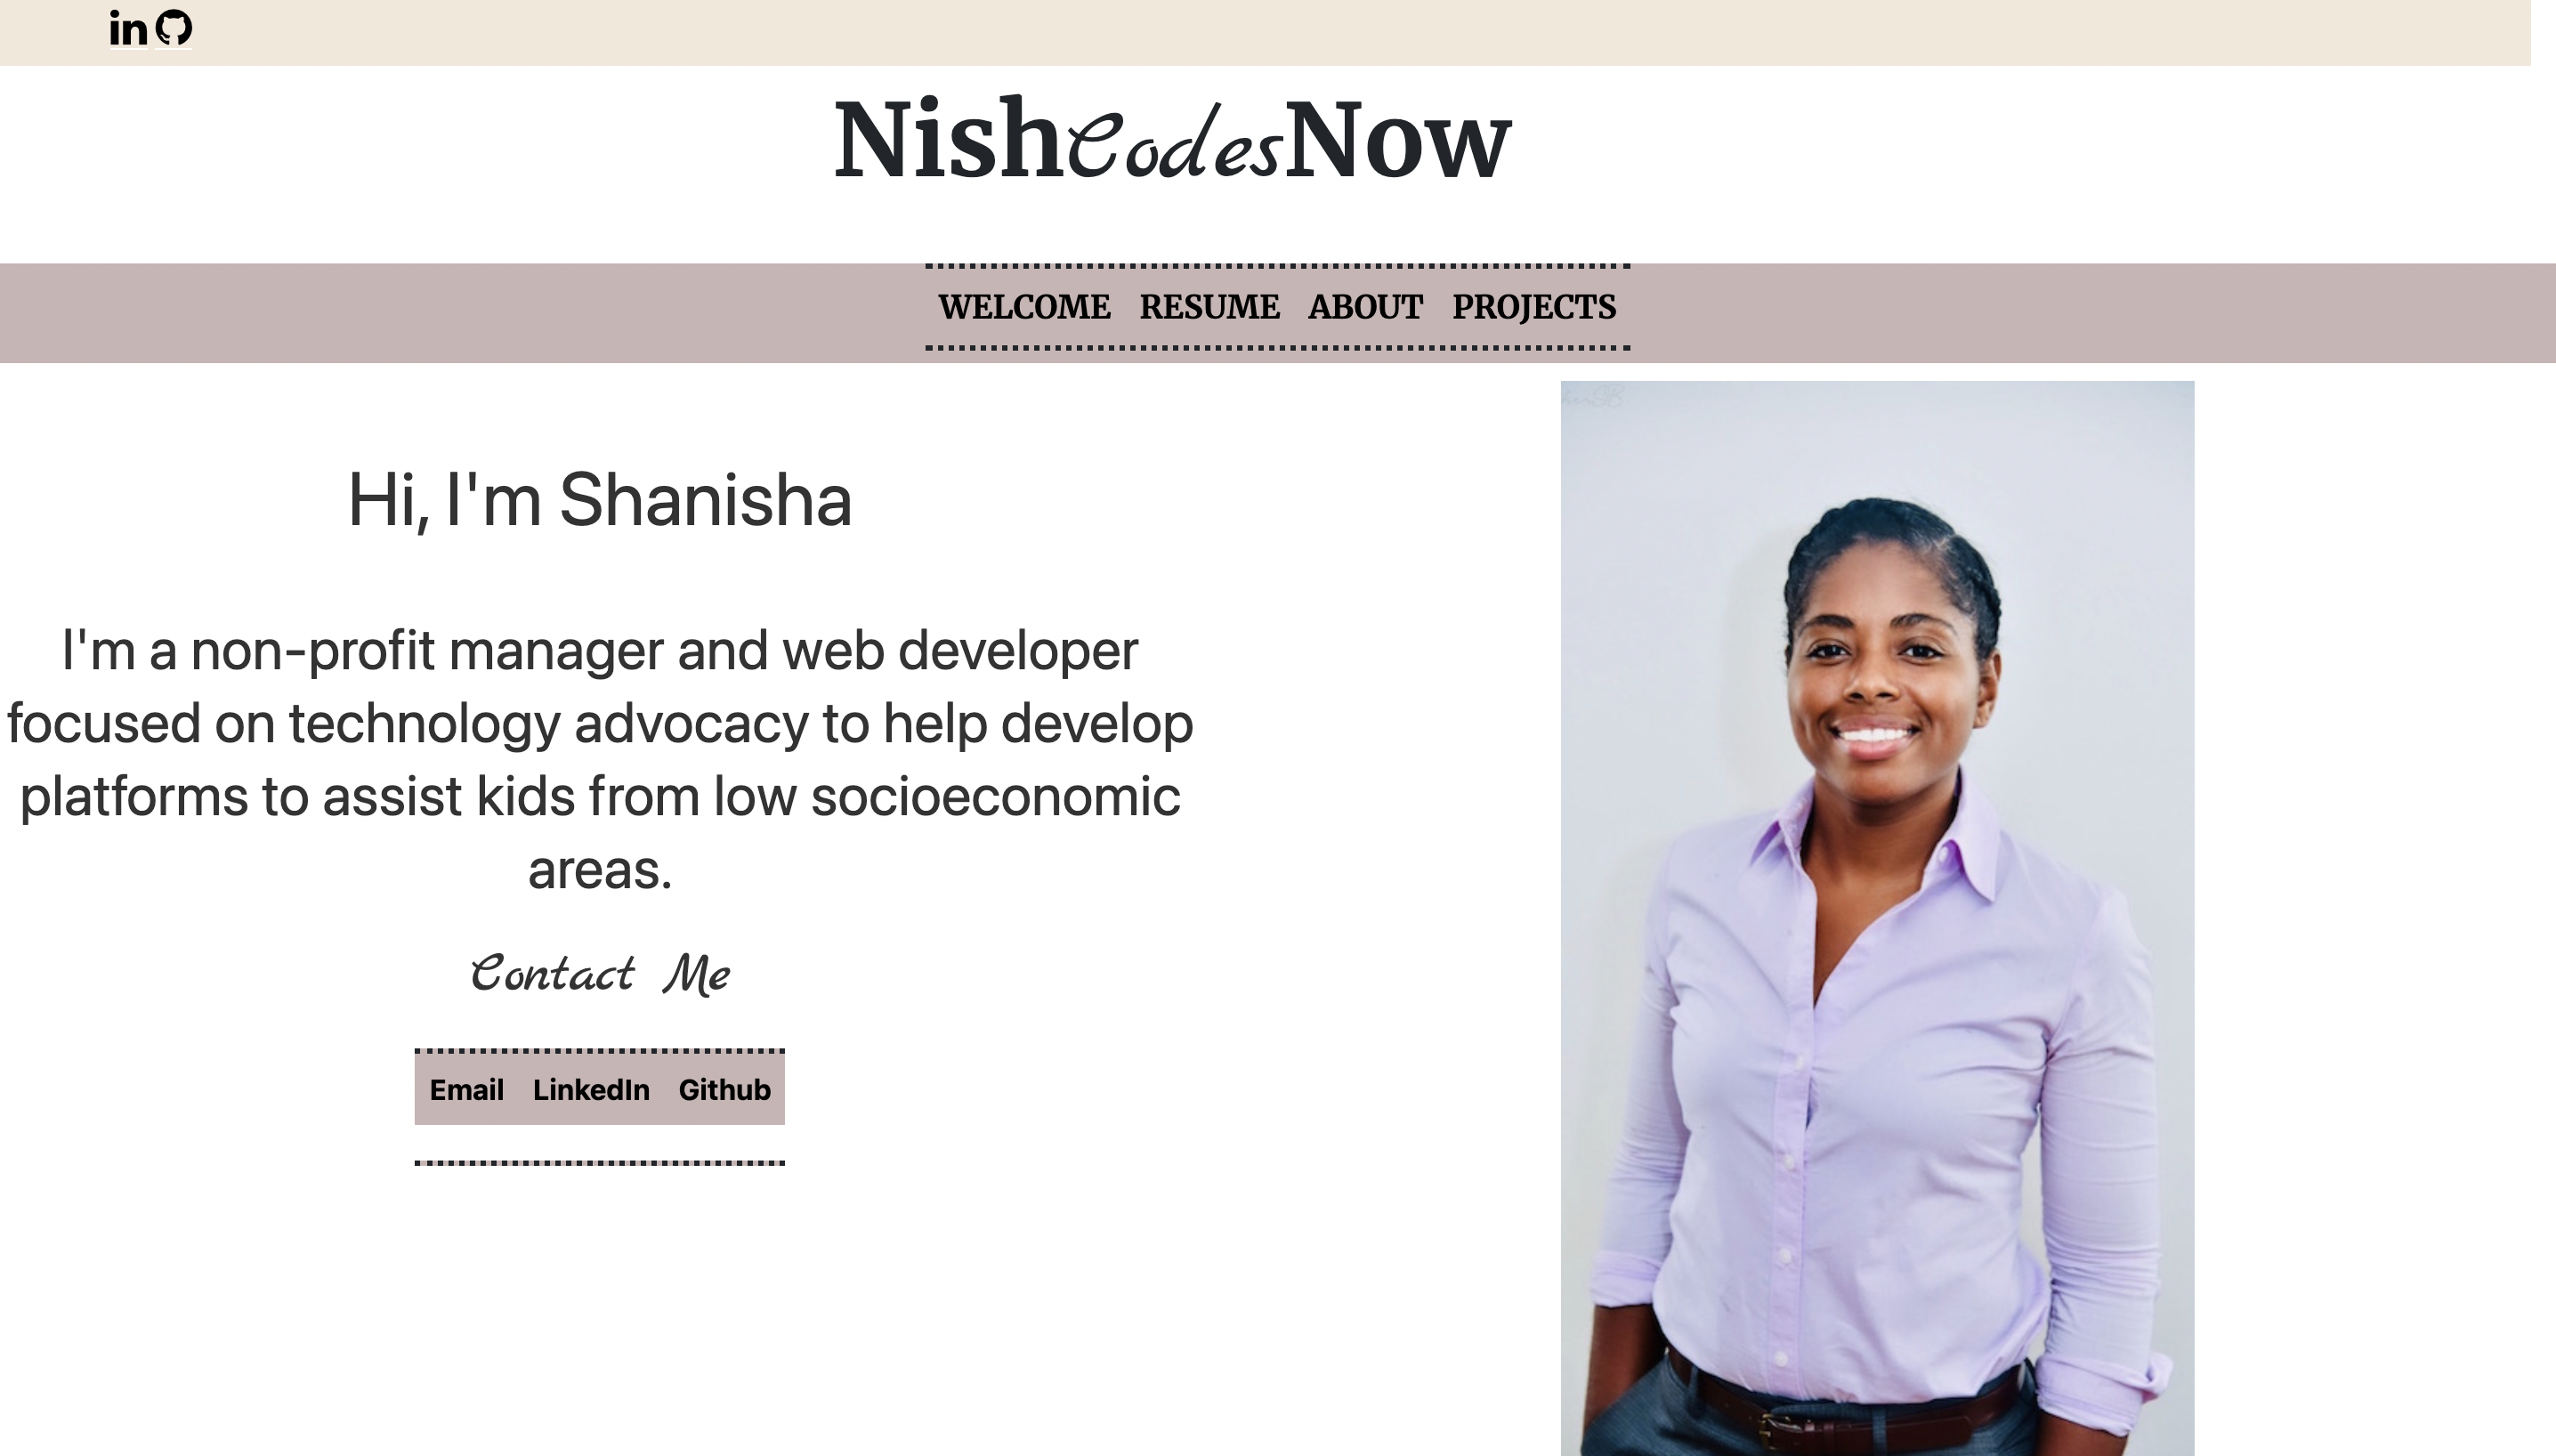 in
NishCodesNow
WELCOME RESUME ABOUT PROJECTS
Hi, I'm Shanisha
I'm a non-profit manager and web developer
focused on technology advocacy to help develop
platforms to assist kids from low socioeconomic
areas.
Contact Me
Email LinkedIn Github